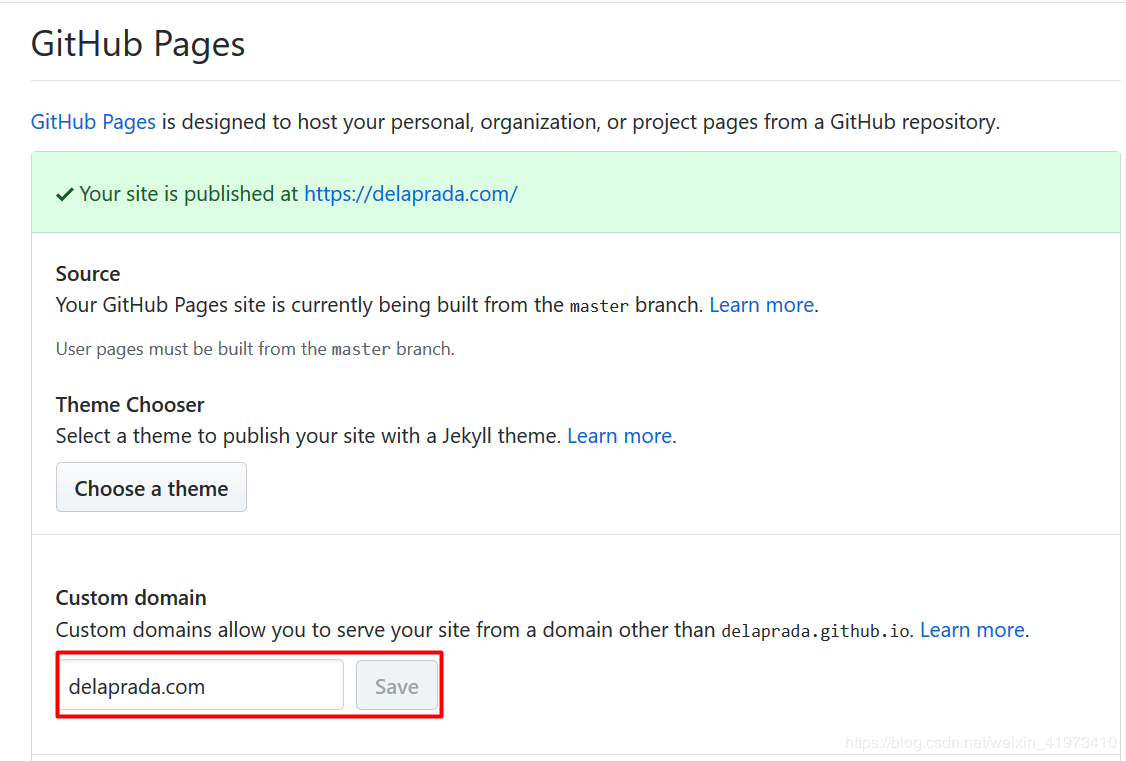 GitHub Pages
GitHub Pages is designed to host your personal, organization, or project pages from a GitHub repository.
Your site is published at https://delaprada.com/
Source
Your GitHub Pages site is currently being built from the master branch. Learn more.
User pages must be built from the master branch.
Theme Chooser
Select a theme to publish your site with a Jekyll theme. Learn more.
Choose a theme
Custom domain
Custom domains allow you to serve your site from a domain other than delaprada.github.io. Learn more.
delaprada.com Save
https://blog.csdn.net/weixin_41973410